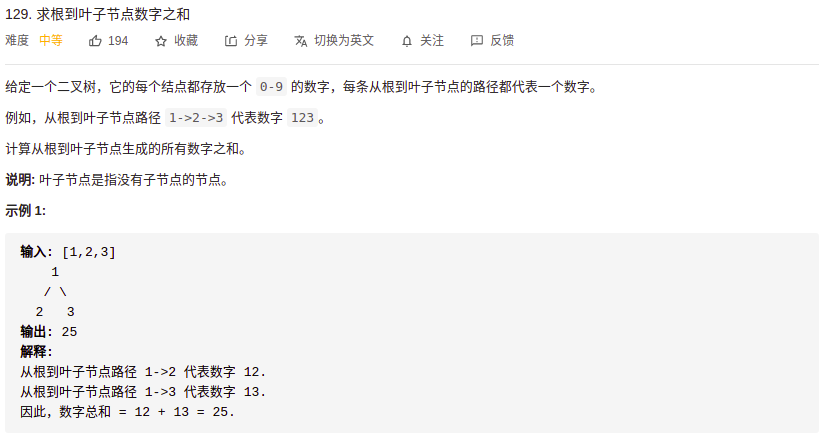 129. 求根到叶子节点数字之和
难度 中等 194 收藏 分享 切换为英文 关注 反馈
给定一个二叉树，它的每个结点都存放一个 0-9 的数字，每条从根到叶子节点的路径都代表一个数字。
例如，从根到叶子节点路径 1->2->3 代表数字 123 。
计算从根到叶子节点生成的所有数字之和。
说明: 叶子节点是指没有子节点的节点。
示例 1:
输入: [1,2,3]
1
/ \
2 3
输出: 25
解释:
从根到叶子节点路径 1->2 代表数字 12.
从根到叶子节点路径 1->3 代表数字 13.
因此，数字总和 = 12 + 13 = 25.